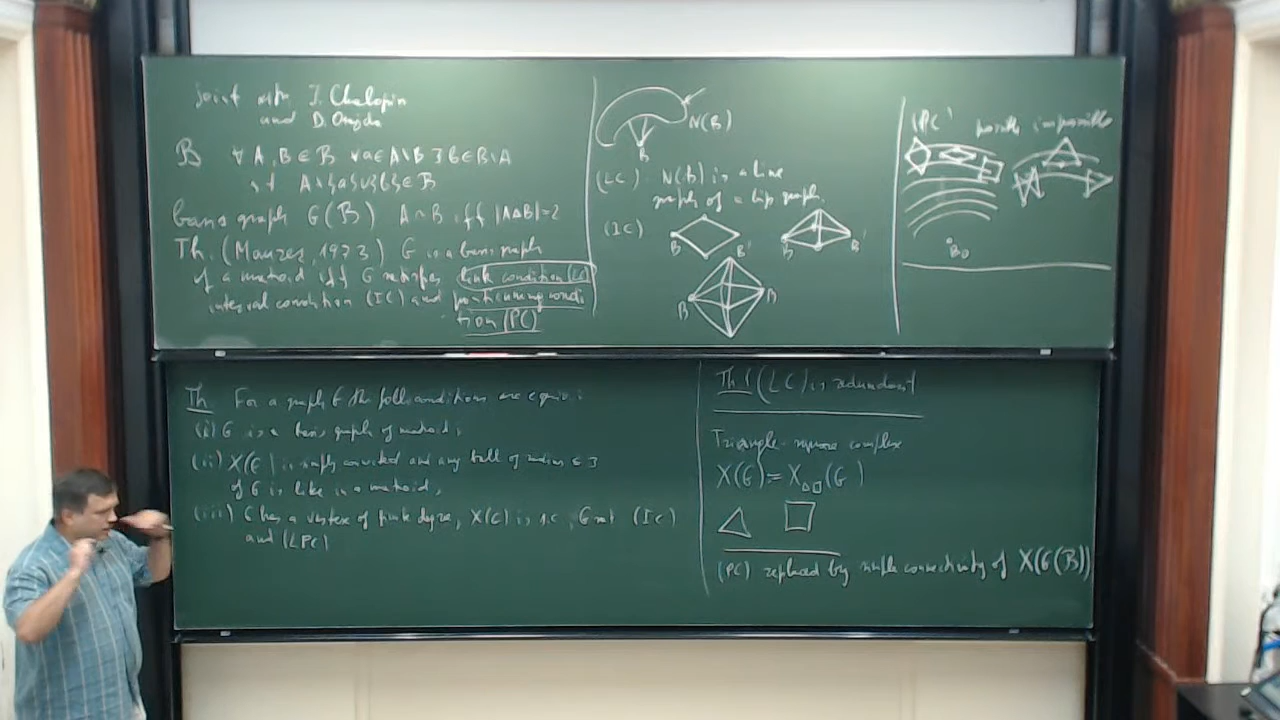 joint with J. Chalopin
and D. Osajda
B ∀ A, B ∈ B ∀ a ∈ A\B ∃ b ∈ B\A
st A\{a}∪{b} ∈ B
basis graph G(B) A ~ B iff |A∆B|=2
Th. (Maurer, 1973) G is a basis graph
of a matroid iff G satisfies link condition (LC)
interval condition (IC) and positioning condi
tion (PC)
N(B)
B
(LC) N(B) is a line
graph of a bip graph.
(IC)
B B'
B B'
B B
(PC) possible impossible
B₀
Th. For a graph G the foll. conditions are equiv:
(i) G is a basis graph of matroid;
(ii) X(G) is simply connected and any ball of radius ≤ 3
of G is like in a matroid;
(iii) G has a vertex of finite degree, X(G) is s.c., G sat (IC)
and (LPC)
Th 1 (LC) is redundant
Triangle-square complex
X(G) = X△□(G)
(PC) replaced by simple connectivity of X(G(B))